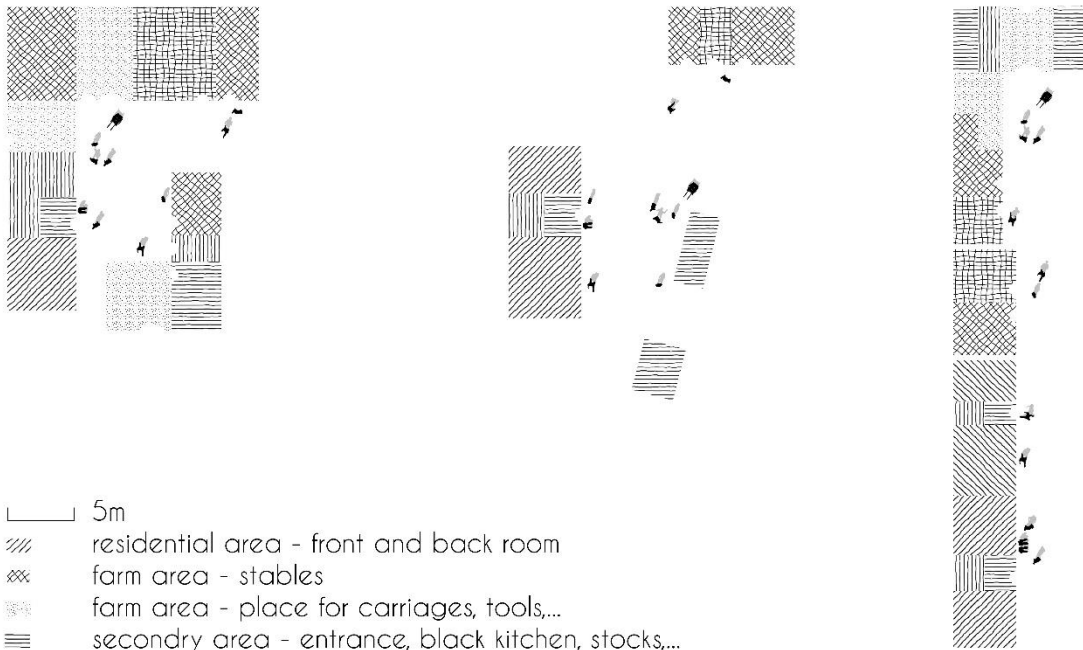 5m
residential area - front and back room
farm area - stables
farm area - place for carriages, tools,...
secondry area - entrance, black kitchen, stocks,...